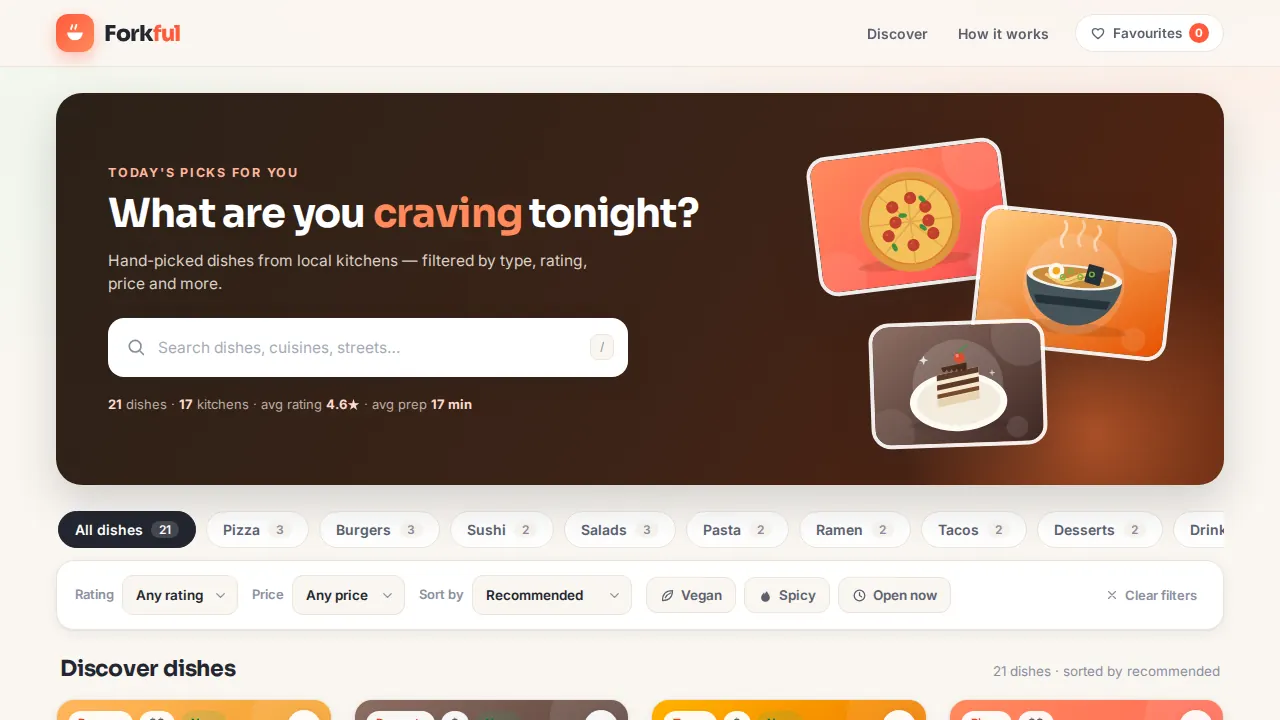 Forkful
Discover
How it works
Favourites 0
TODAY'S PICKS FOR YOU
What are you craving tonight?
Hand-picked dishes from local kitchens — filtered by type, rating,
price and more.
Search dishes, cuisines, streets...
/
21 dishes · 17 kitchens · avg rating 4.6★ · avg prep 17 min
All dishes 21
Pizza 3
Burgers 3
Sushi 2
Salads 3
Pasta 2
Ramen 2
Tacos 2
Desserts 2
Drink
Rating Any rating
Price Any price
Sort by Recommended
Vegan
Spicy
Open now
Clear filters
Discover dishes
21 dishes · sorted by recommended